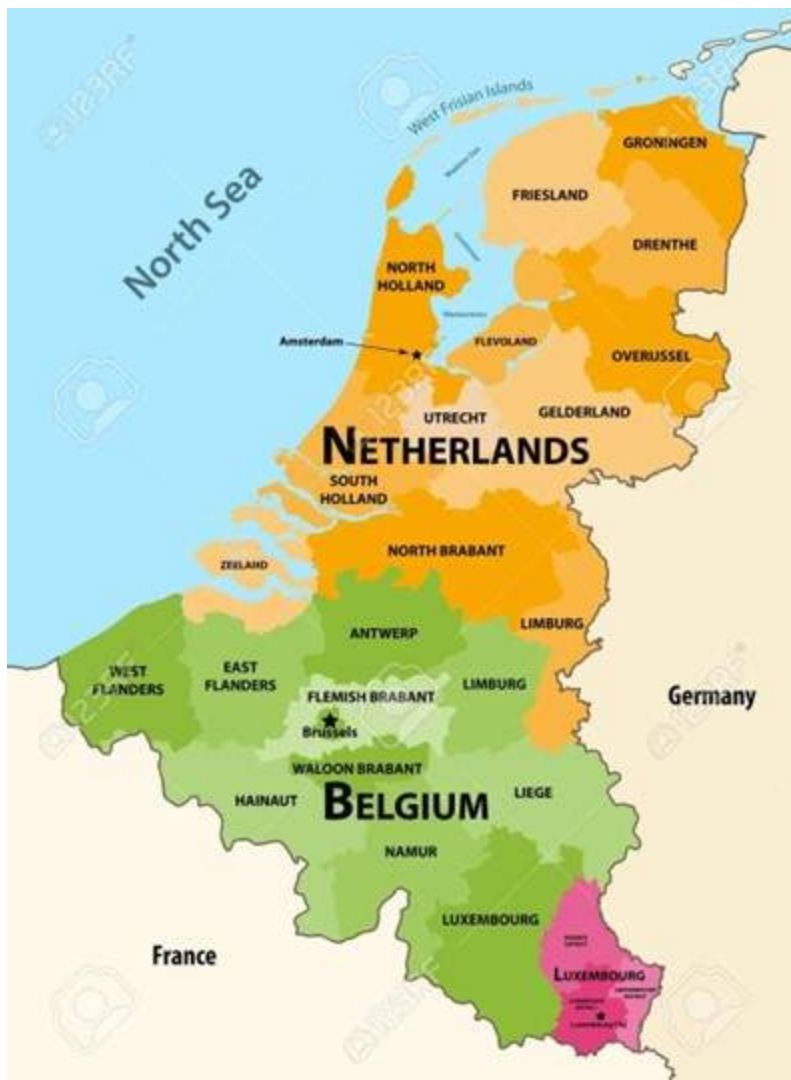 West Frisian Islands
North Sea
GRONINGEN
FRIESLAND
DRENTHE
NORTH
HOLLAND
Amsterdam
FLEVOLAND
OVERUSSEL
UTRECHT
GELDERLAND
NETHERLANDS
SOUTH
HOLLAND
NORTH BRABANT
ZEELAND
LIMBURG
ANTWERP
WEST
FLANDERS
EAST
FLANDERS
LIMBURG
FLEMISH BRABANT
Brussels
Germany
WALOON BRABANT
HAINAUT
BELGIUM
LIEGE
NAMUR
LUXEMBOURG
France
LUXEMBOURG
123RF